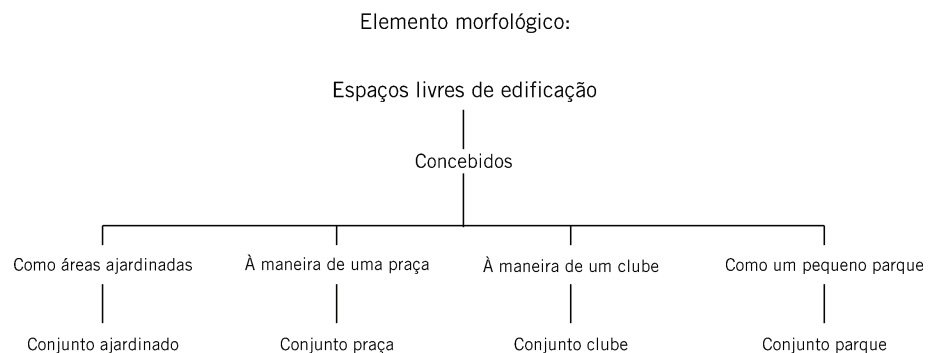 Elemento morfológico:
Espaços livres de edificação
Concebidos
Como áreas ajardinadas
À maneira de uma praça
À maneira de um clube
Como um pequeno parque
Conjunto ajardinado
Conjunto praça
Conjunto clube
Conjunto parque